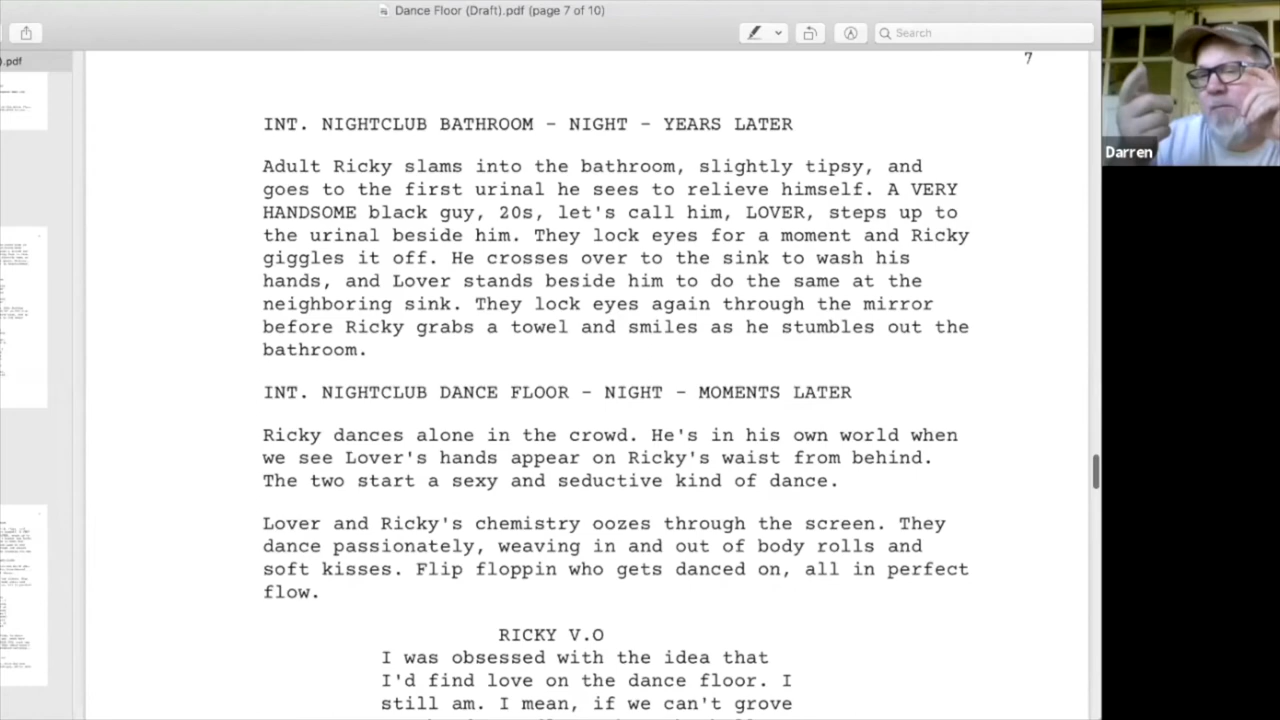 Dance Floor (Draft).pdf (page 7 of 10)
Search
).pdf
7
INT. NIGHTCLUB BATHROOM - NIGHT - YEARS LATER
Adult Ricky slams into the bathroom, slightly tipsy, and
goes to the first urinal he sees to relieve himself. A VERY
HANDSOME black guy, 20s, let's call him, LOVER, steps up to
the urinal beside him. They lock eyes for a moment and Ricky
giggles it off. He crosses over to the sink to wash his
hands, and Lover stands beside him to do the same at the
neighboring sink. They lock eyes again through the mirror
before Ricky grabs a towel and smiles as he stumbles out the
bathroom.
INT. NIGHTCLUB DANCE FLOOR - NIGHT - MOMENTS LATER
Ricky dances alone in the crowd. He's in his own world when
we see Lover's hands appear on Ricky's waist from behind.
The two start a sexy and seductive kind of dance.
Lover and Ricky's chemistry oozes through the screen. They
dance passionately, weaving in and out of body rolls and
soft kisses. Flip floppin who gets danced on, all in perfect
flow.
RICKY V.O
I was obsessed with the idea that
I'd find love on the dance floor. I
still am. I mean, if we can't grove
Darren